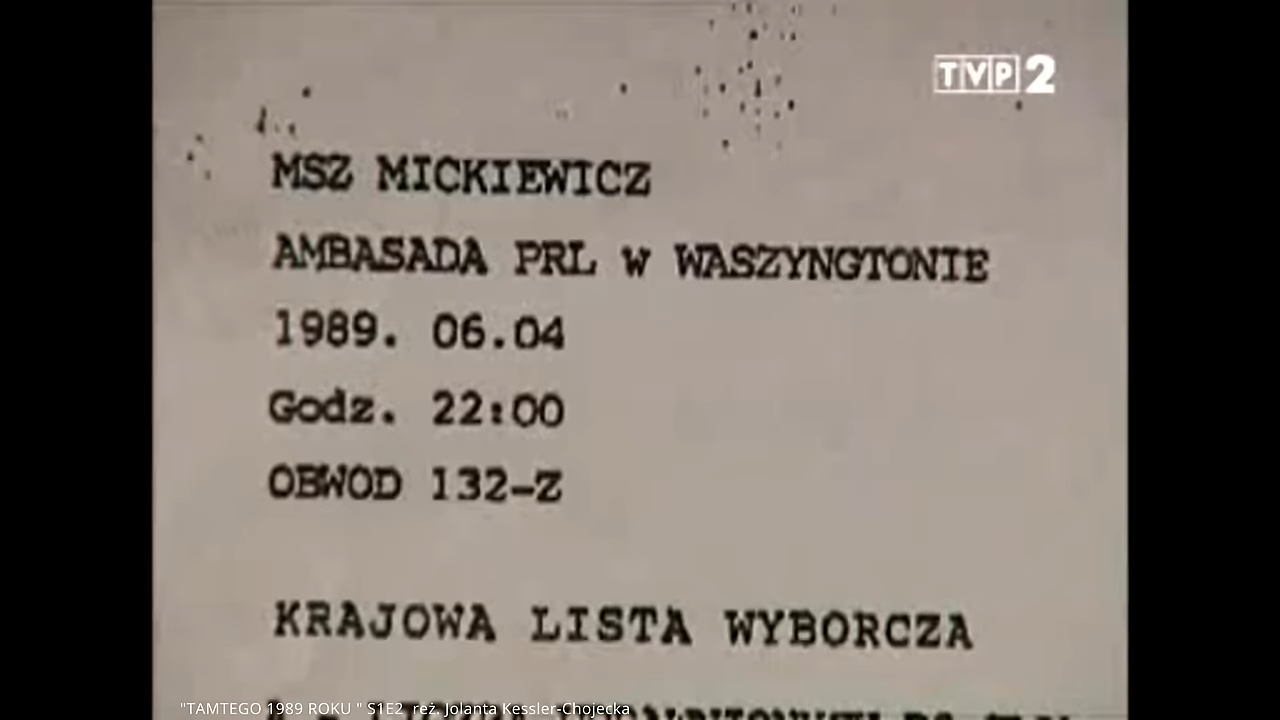 TVP2
MSZ MICKIEWICZ
AMBASADA PRL w WASZYNGTONIE
1989. 06.04
Godz. 22:00
OBWOD 132-Z
KRAJOWA LISTA WYBORCZA
"TAMTEGO 1989 ROKU " S1E2 reż. Jolanta Kessler-Chojecka